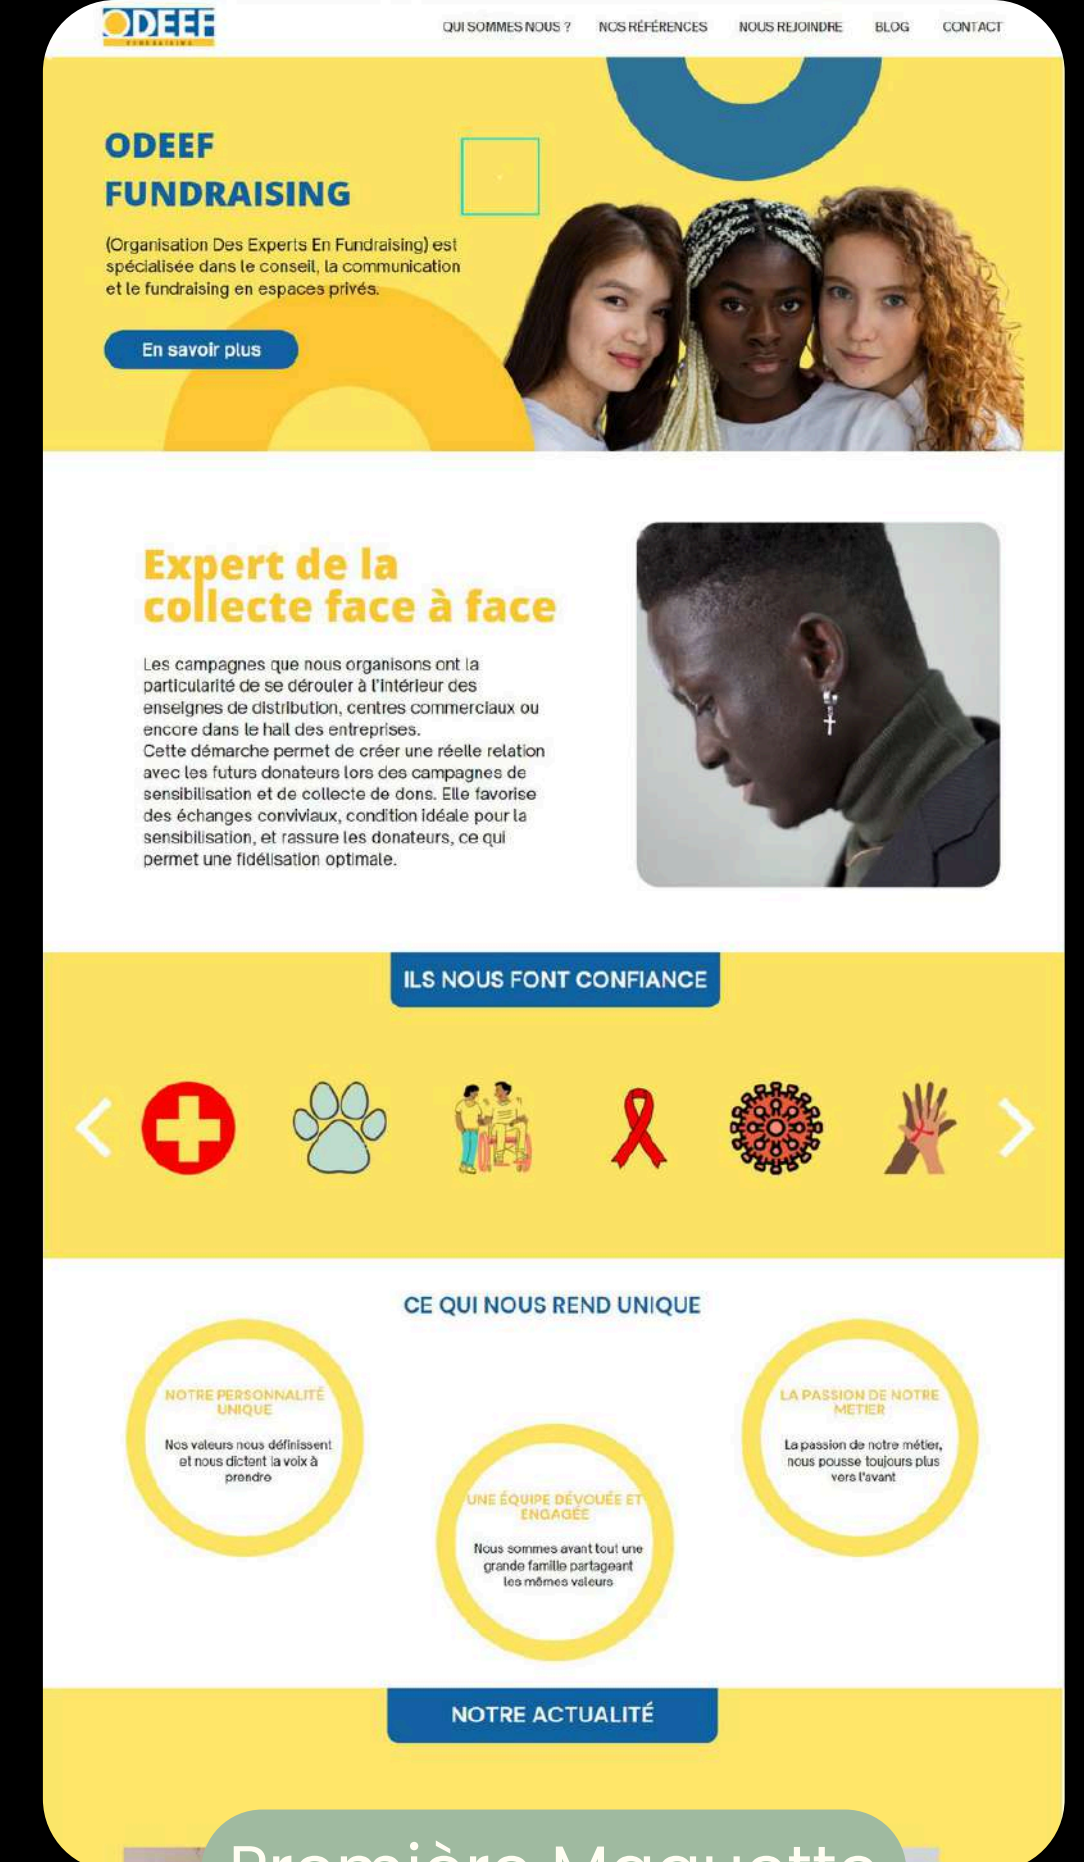 ODEEF
FUNDRAISING
QUI SOMMES NOUS ?
NOS RÉFÉRENCES
NOUS REJOINDRE
BLOG
CONTACT
ODEEF
FUNDRAISING
(Organisation Des Experts En Fundraising) est
spécialisée dans le conseil, la communication
et le fundraising en espaces privés.
En savoir plus
Expert de la
collecte face à face
Les campagnes que nous organisons ont la
particularité de se dérouler à l'intérieur des
enseignes de distribution, centres commerciaux ou
encore dans le hall des entreprises.
Cette démarche permet de créer une réelle relation
avec les futurs donateurs lors des campagnes de
sensibilisation et de collecte de dons. Elle favorise
des échanges conviviaux, condition idéale pour la
sensibilisation, et rassure les donateurs, ce qui
permet une fidélisation optimale.
ILS NOUS FONT CONFIANCE
CE QUI NOUS REND UNIQUE
NOTRE PERSONNALITÉ
UNIQUE
Nos valeurs nous définissent
et nous dictent la voix à
prendre
UNE ÉQUIPE DÉVOUÉE ET
ENGAGÉE
Nous sommes avant tout une
grande famille partageant
les mêmes valeurs
LA PASSION DE NOTRE
METIER
La passion de notre métier,
nous pousse toujours plus
vers l'avant
NOTRE ACTUALITÉ
Première Maquette